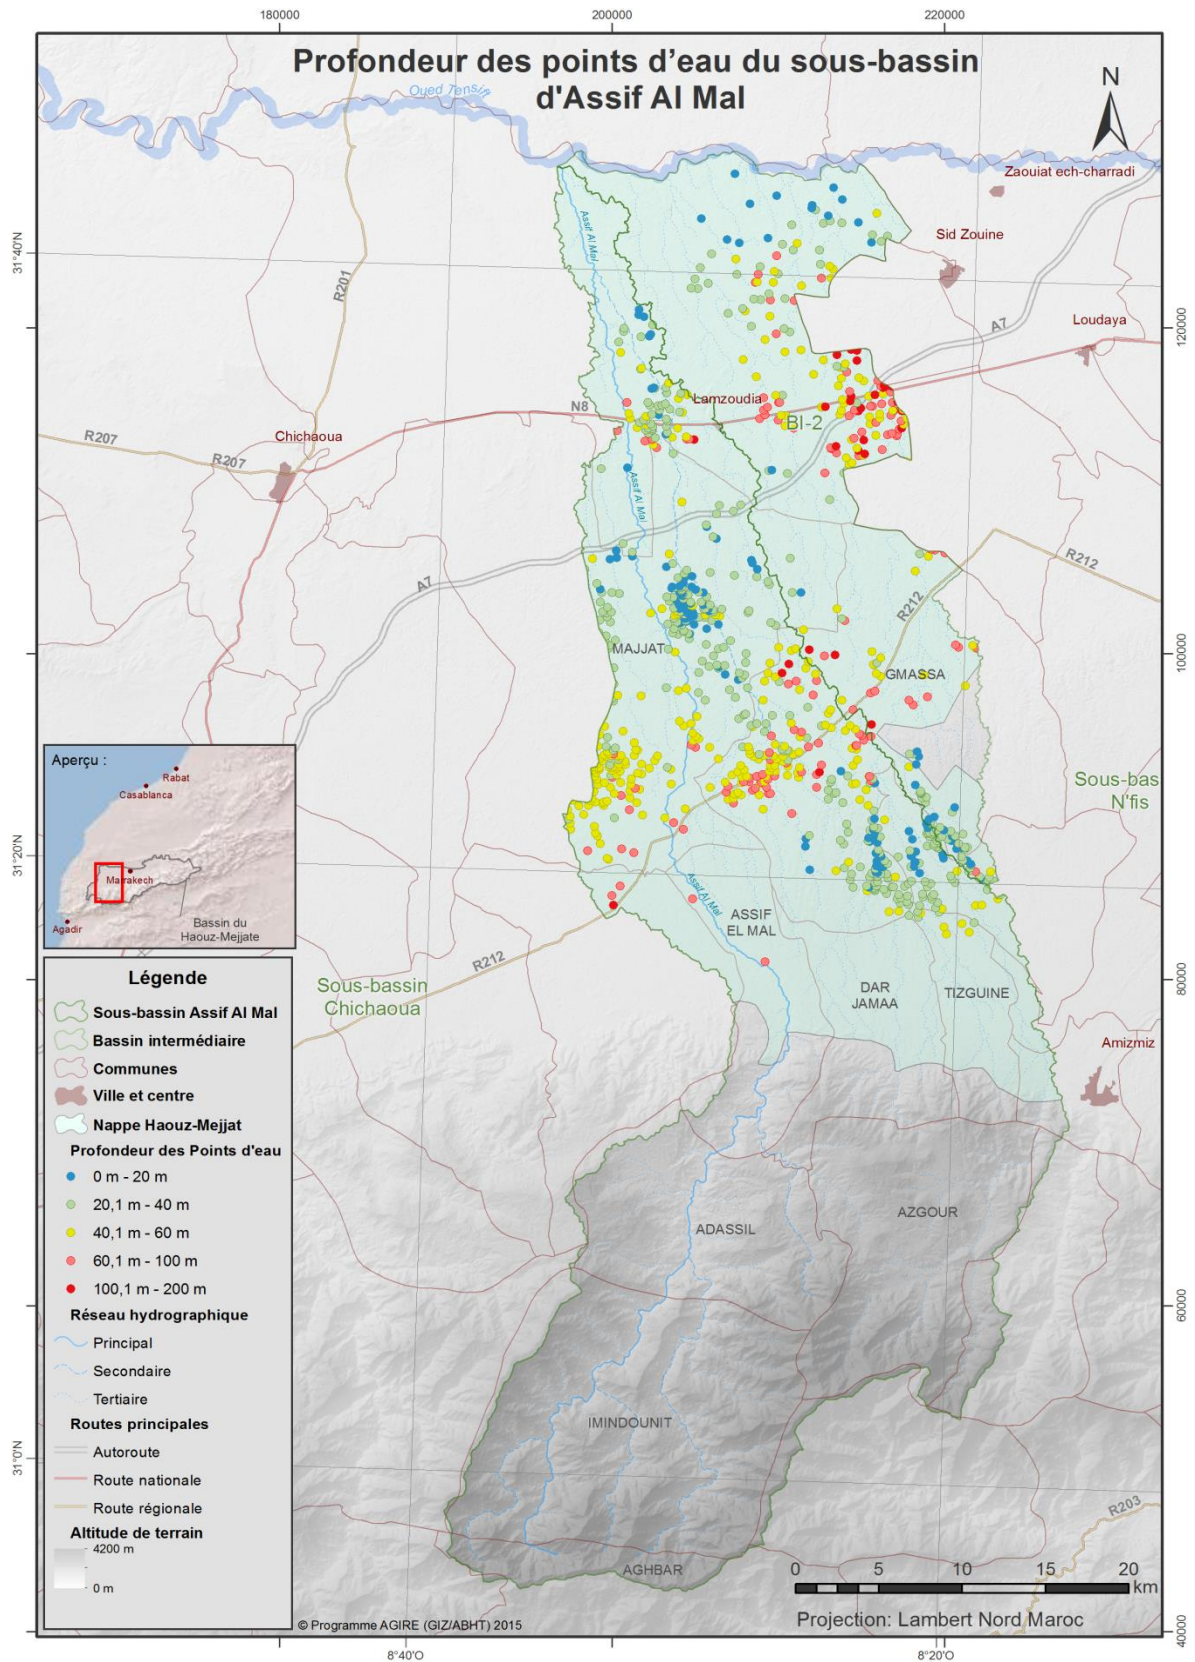 180000
200000
220000
Profondeur des points d'eau du sous-bassin
d'Assif Al Mal
N
Oued Tensift
Zaouiat ech-charradi
Sid Zouine
Assif Al Mal
31°40'N
R201
A7
Loudaya
120000
Lamzoudia
N8
BI-2
R207
Chichaoua
R207
Assif Al Mal
A7
R212
R212
MAJJAT
100000
GMASSA
Aperçu :
Rabat
Casablanca
Marrakech
Agadir
Bassin du
Haouz-Mejjate
Sous-bas
N'fis
31°20'N
Assif Al Mal
ASSIF
EL MAL
R212
Sous-bassin
Chichaoua
DAR
JAMAA
TIZGUINE
80000
Amizmiz
Légende
Sous-bassin Assif Al Mal
Bassin intermédiaire
Communes
Ville et centre
Nappe Haouz-Mejjat
Profondeur des Points d'eau
0 m - 20 m
20,1 m - 40 m
40,1 m - 60 m
60,1 m - 100 m
100,1 m - 200 m
Réseau hydrographique
Principal
Secondaire
Tertiaire
Routes principales
Autoroute
Route nationale
Route régionale
Altitude de terrain
4200 m
0 m
AZGOUR
ADASSIL
60000
IMINDOUNIT
31°0'N
R203
AGHBAR
0 5 10 15 20
km
Projection: Lambert Nord Maroc
© Programme AGIRE (GIZ/ABHT) 2015
40000
8°40'O
8°20'O